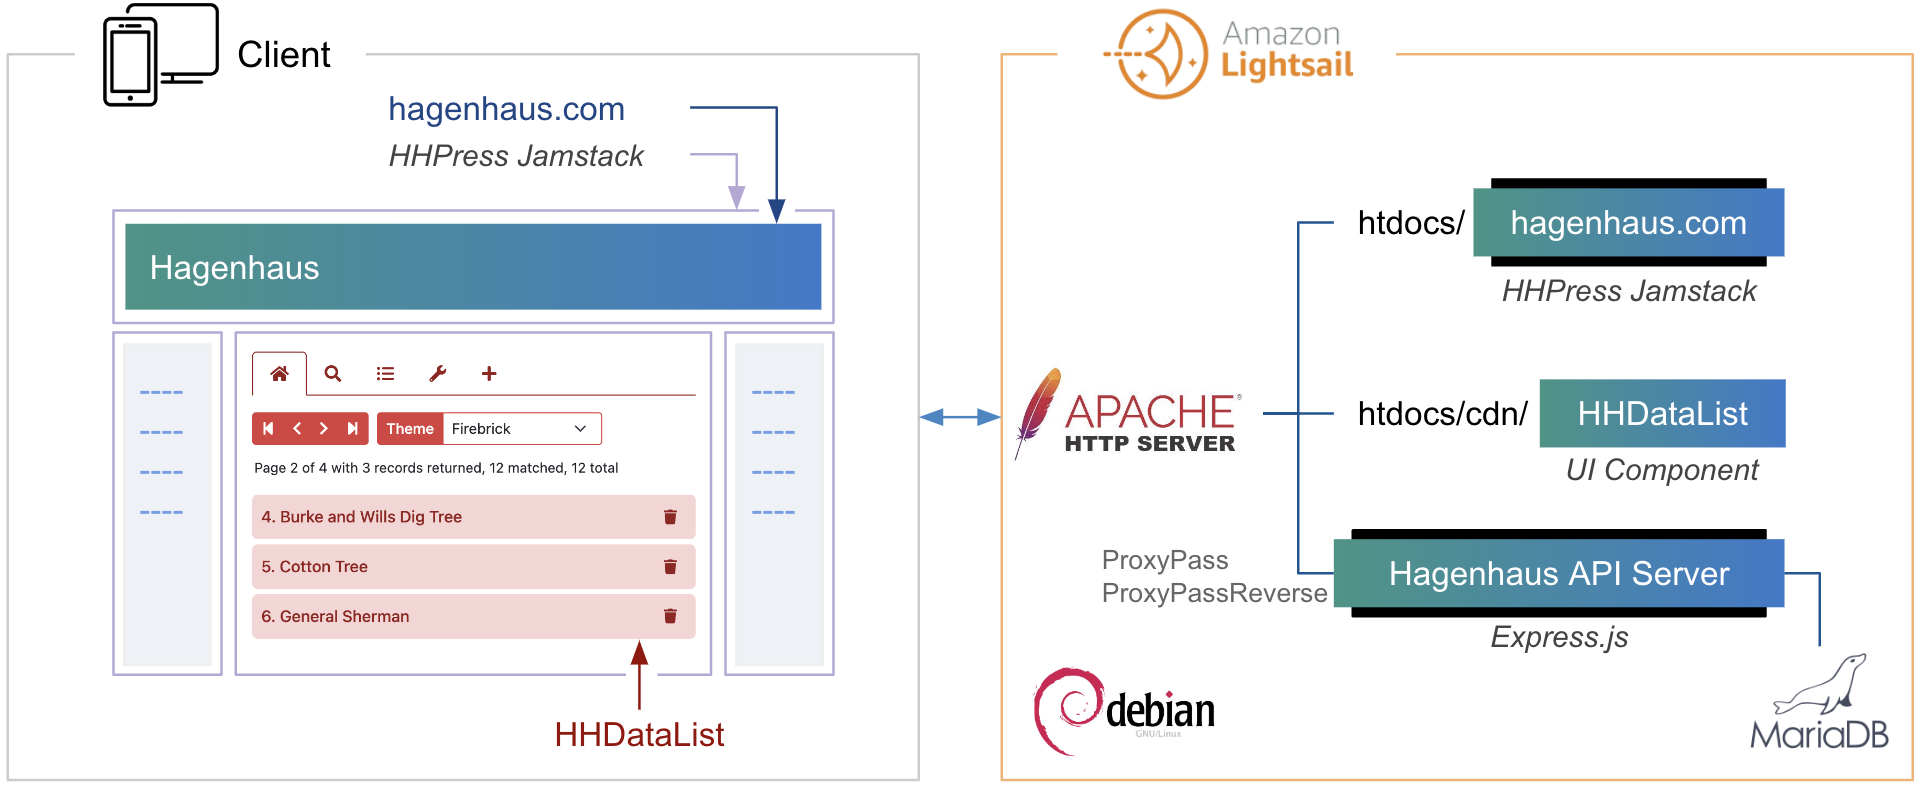 Client
hagenhaus.com
HHPress Jamstack
Hagenhaus
Theme Firebrick
Page 2 of 4 with 3 records returned, 12 matched, 12 total
4. Burke and Wills Dig Tree
5. Cotton Tree
6. General Sherman
HHDataList
Amazon
Lightsail
htdocs/ hagenhaus.com
HHPress Jamstack
APACHE®
HTTP SERVER
htdocs/cdn/ HHDataList
UI Component
ProxyPass
ProxyPassReverse
Hagenhaus API Server
Express.js
debian
GNU/Linux
MariaDB